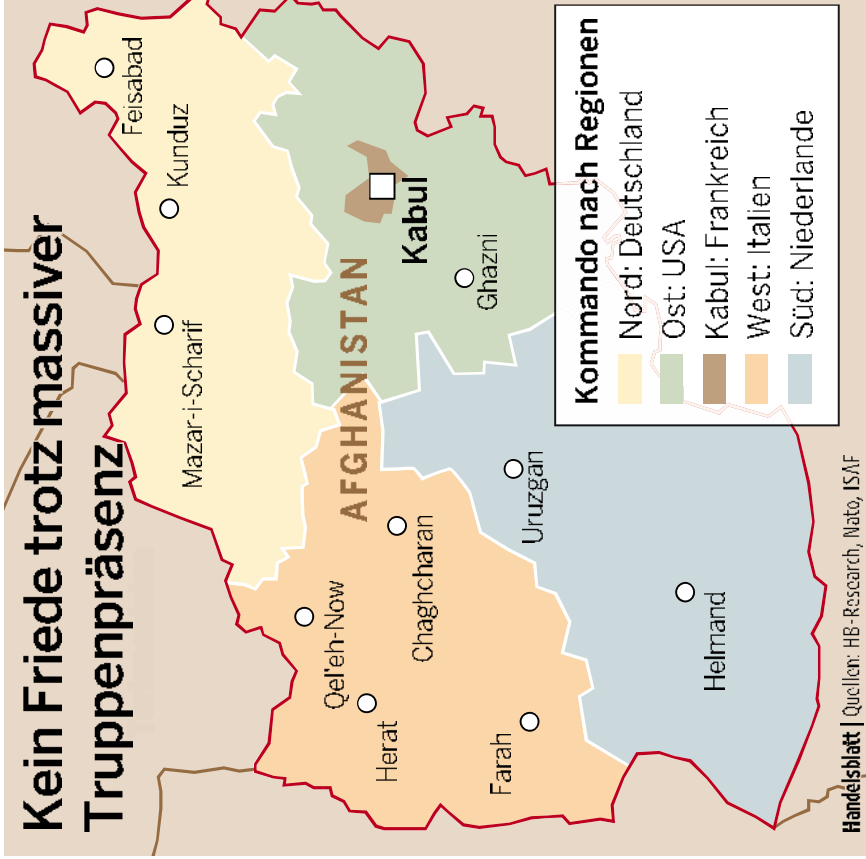 Kein Friede trotz massiver
Truppenpräsenz
Feisabad
Kunduz
Mazar-i-Scharif
Kabul
Ghazni
AFGHANISTAN
Qel'eh-Now
Chaghcharan
Herat
Farah
Uruzgan
Helmand
Kommando nach Regionen
Nord: Deutschland
Ost: USA
Kabul: Frankreich
West: Italien
Süd: Niederlande
Handelsblatt | Quellen: HB-Research, Nato, ISAF